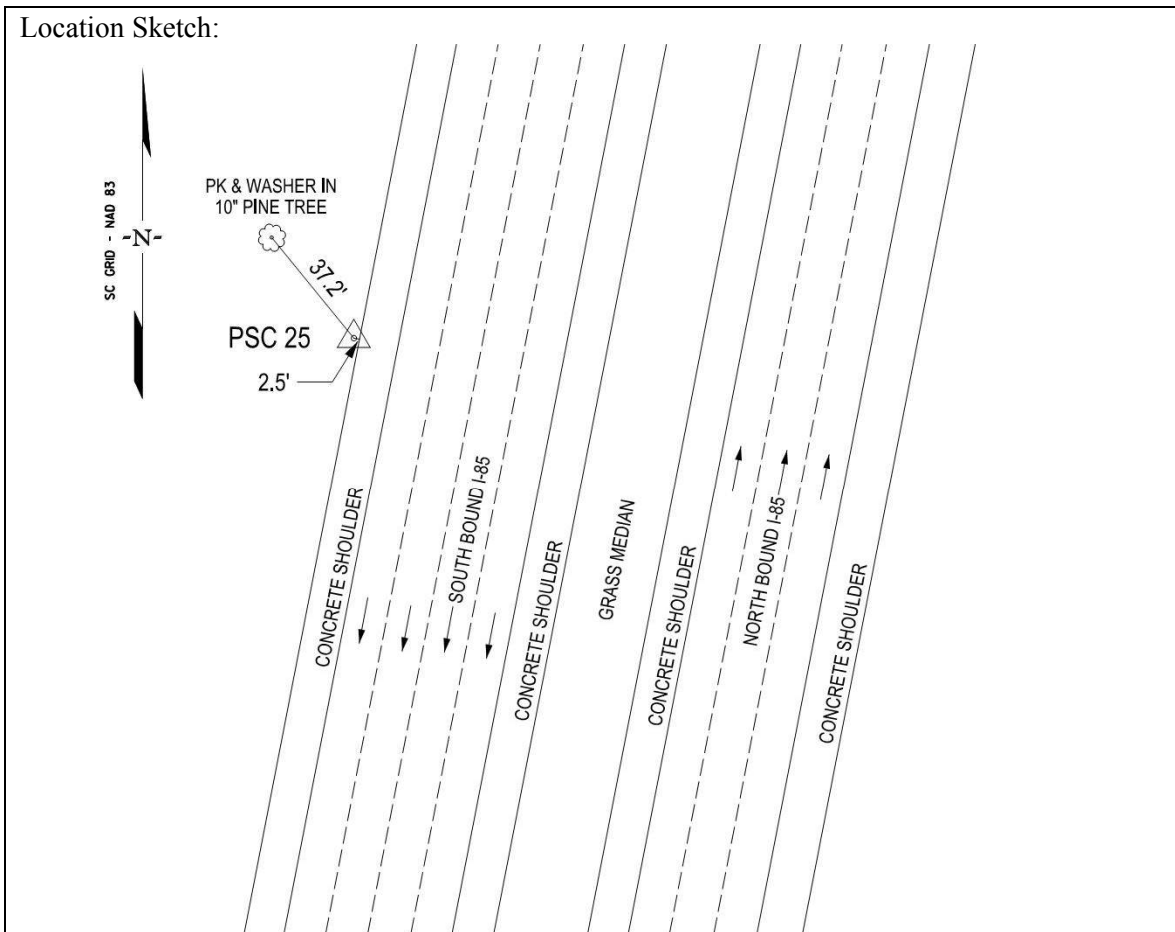 Location Sketch:
SC GRID - NAD 83
-N-
PK & WASHER IN
10" PINE TREE
37.2'
PSC 25
2.5'
CONCRETE SHOULDER
SOUTH BOUND I-85
CONCRETE SHOULDER
GRASS MEDIAN
CONCRETE SHOULDER
NORTH BOUND I-85
CONCRETE SHOULDER